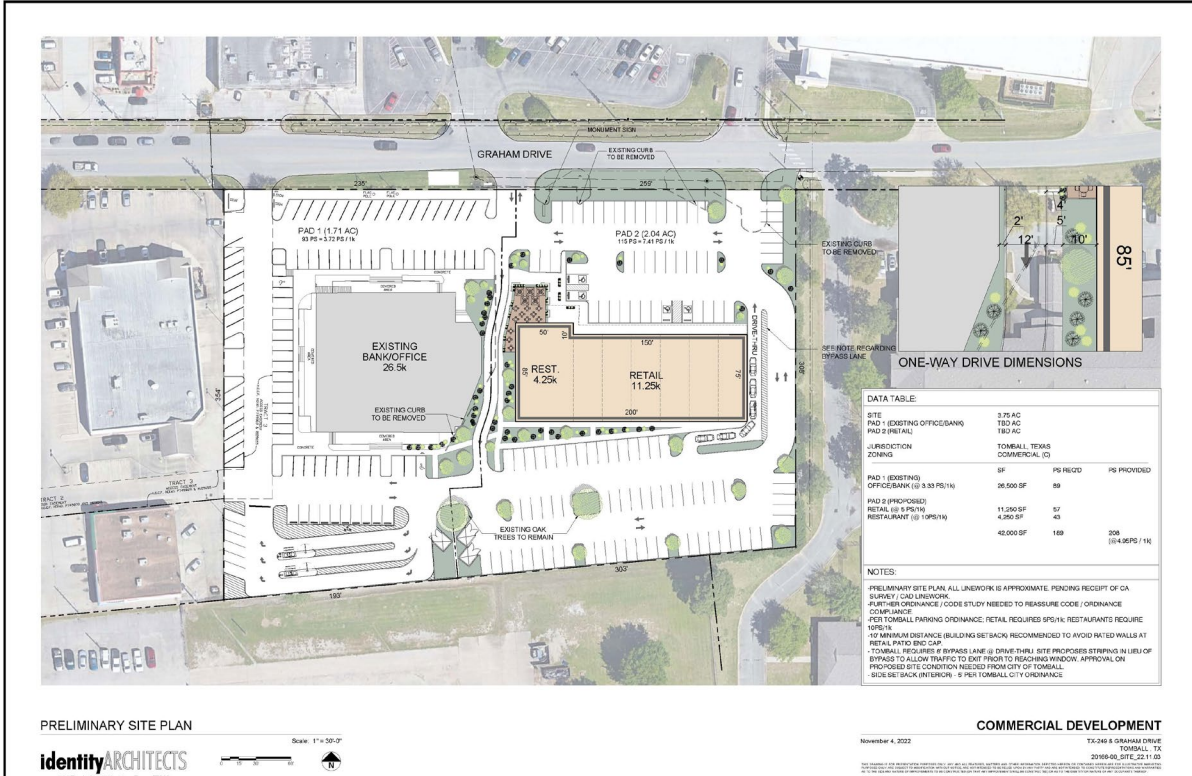 MONUMENT SIGN
GRAHAM DRIVE
EXISTING CURB
TO BE REMOVED
235'
259'
PAD 1 (1.71 AC)
93 PS = 3.72 PS / 1k
PAD 2 (2.04 AC)
115 PS = 7.41 PS / 1k
EXISTING CURB
TO BE REMOVED
2'
4'
5'
12'
10'
85'
ONE-WAY DRIVE DIMENSIONS
CONCRETE
EXISTING
BANK/OFFICE
26.5k
EXISTING CURB
TO BE REMOVED
50'
10'
150'
85'
REST.
4.25k
RETAIL
11.25k
75'
200'
DRIVE-THRU
SEE NOTE REGARDING
BYPASS LANE
354'
CONCRETE
TRACT 3
TRACT 2
EXISTING OAK
TREES TO REMAIN
193'
303'
DATA TABLE:
SITE 3.75 AC
PAD 1 (EXISTING OFFICE/BANK) TBD AC
PAD 2 (RETAIL) TBD AC
JURISDICTION TOMBALL, TEXAS
ZONING COMMERCIAL (C)
SF PS REQ'D PS PROVIDED
PAD 1 (EXISTING)
OFFICE/BANK (@ 3.33 PS/1k) 26,500 SF 89
PAD 2 (PROPOSED)
RETAIL (@ 5 PS/1k) 11,250 SF 57
RESTAURANT (@ 10PS/1k) 4,250 SF 43
42,000 SF 189 208
(@4.95PS / 1k)
NOTES:
-PRELIMINARY SITE PLAN, ALL LINEWORK IS APPROXIMATE. PENDING RECEIPT OF CA
SURVEY / CAD LINEWORK.
-FURTHER ORDINANCE / CODE STUDY NEEDED TO REASSURE CODE / ORDINANCE
COMPLIANCE.
-PER TOMBALL PARKING ORDINANCE; RETAIL REQUIRES 5PS/1k; RESTAURANTS REQUIRE
10PS/1k
-10' MINIMUM DISTANCE (BUILDING SETBACK) RECOMMENDED TO AVOID RATED WALLS AT
RETAIL PATIO END CAP.
- TOMBALL REQUIRES 8' BYPASS LANE @ DRIVE-THRU. SITE PROPOSES STRIPING IN LIEU OF
BYPASS TO ALLOW TRAFFIC TO EXIT PRIOR TO REACHING WINDOW. APPROVAL ON
PROPOSED SITE CONDITION NEEDED FROM CITY OF TOMBALL.
- SIDE SETBACK (INTERIOR) - 5' PER TOMBALL CITY ORDINANCE
PRELIMINARY SITE PLAN
Scale: 1" = 30'-0"
identityARCHITECTS
0 15 30 60
N
COMMERCIAL DEVELOPMENT
November 4, 2022
TX-249 & GRAHAM DRIVE
TOMBALL, TX
20166-00_SITE_22.11.03